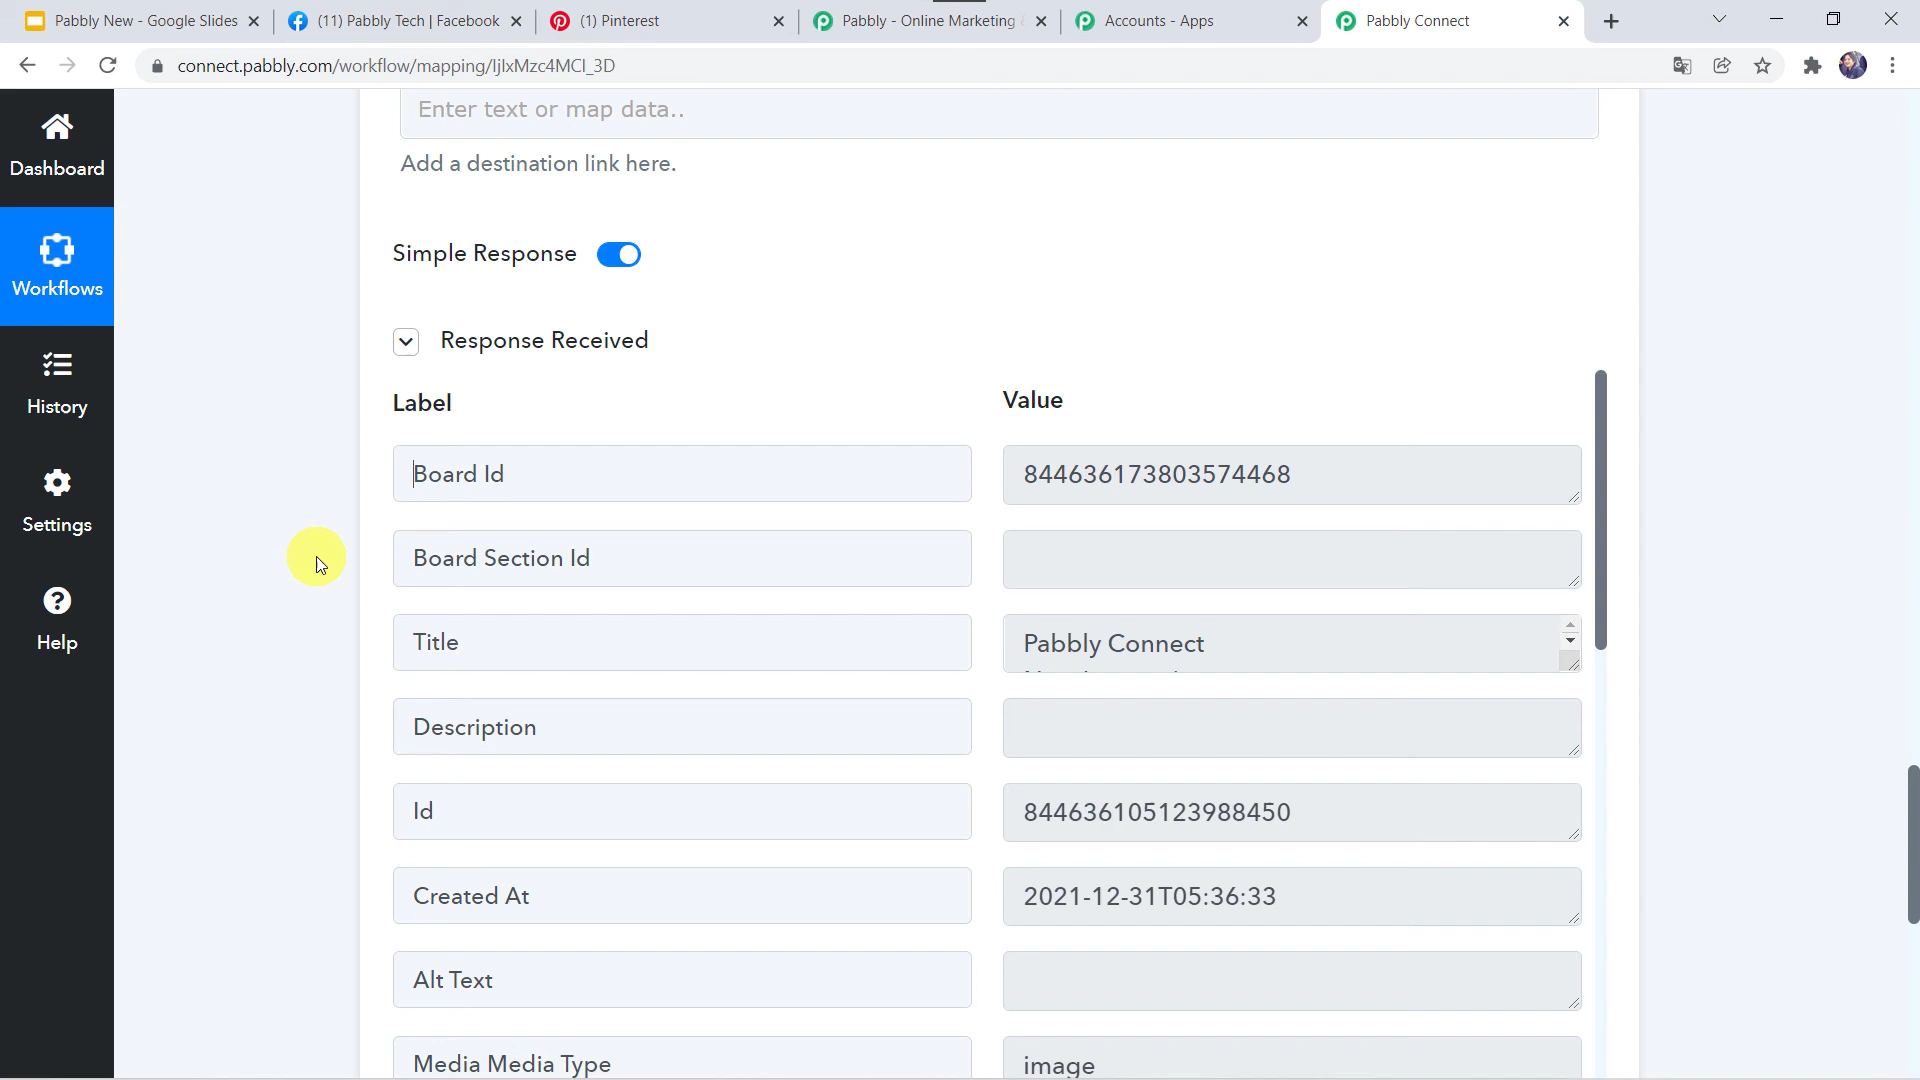 Pabbly New - Google Slides
(11) Pabbly Tech | Facebook
(1) Pinterest
Pabbly - Online Marketing
Accounts - Apps
Pabbly Connect
connect.pabbly.com/workflow/mapping/IjIxMzc4MCI_3D
Dashboard
Workflows
History
Settings
Help
Enter text or map data..
Add a destination link here.
Simple Response
Response Received
Label
Value
Board Id
844636173803574468
Board Section Id
Title
Pabbly Connect
Description
Id
844636105123988450
Created At
2021-12-31T05:36:33
Alt Text
Media Media Type
image